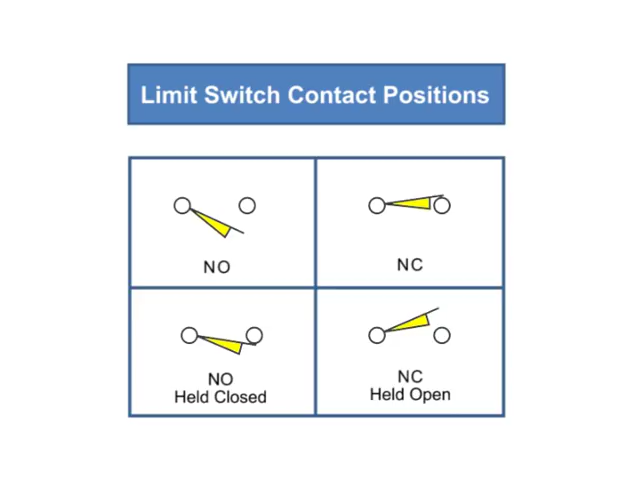 Limit Switch Contact Positions
NO
NC
NO
Held Closed
NC
Held Open